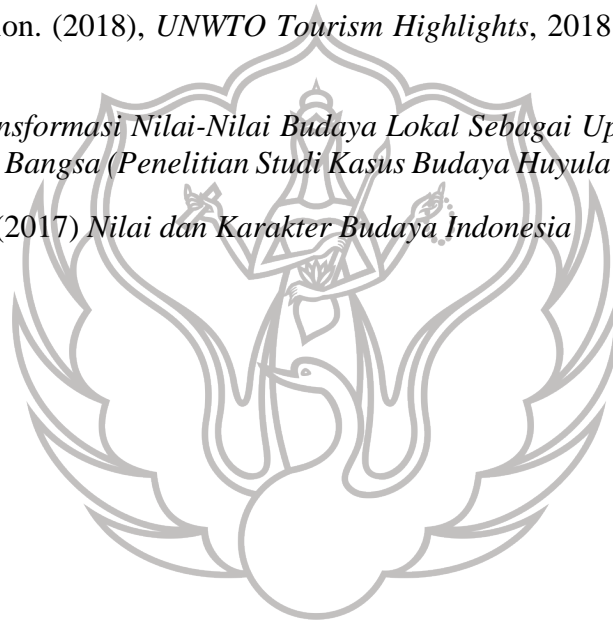 ion. (2018), UNWTO Tourism Highlights, 2018
nsformasi Nilai-Nilai Budaya Lokal Sebagai Up
Bangsa (Penelitian Studi Kasus Budaya Huyula
(2017) Nilai dan Karakter Budaya Indonesia